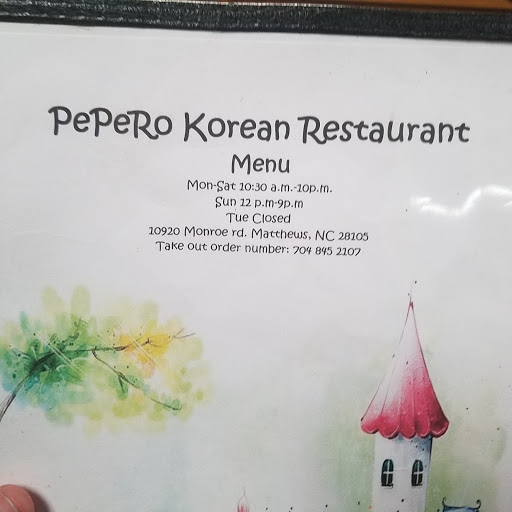 PePeRo Korean Restaurant
Menu
Mon-Sat 10:30 a.m.-10p.m.
Sun 12 p.m-9p.m
Tue Closed
10920 Monroe rd. Matthews, NC 28105
Take out order number: 704 845 2107